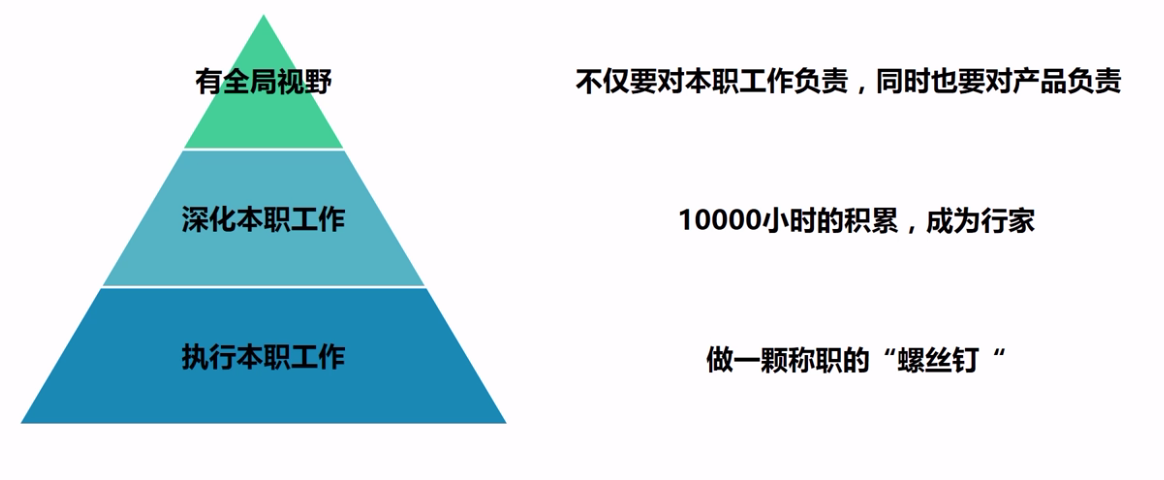 有全局视野
不仅要对本职工作负责，同时也要对产品负责
深化本职工作
10000小时的积累，成为行家
执行本职工作
做一颗称职的“螺丝钉“